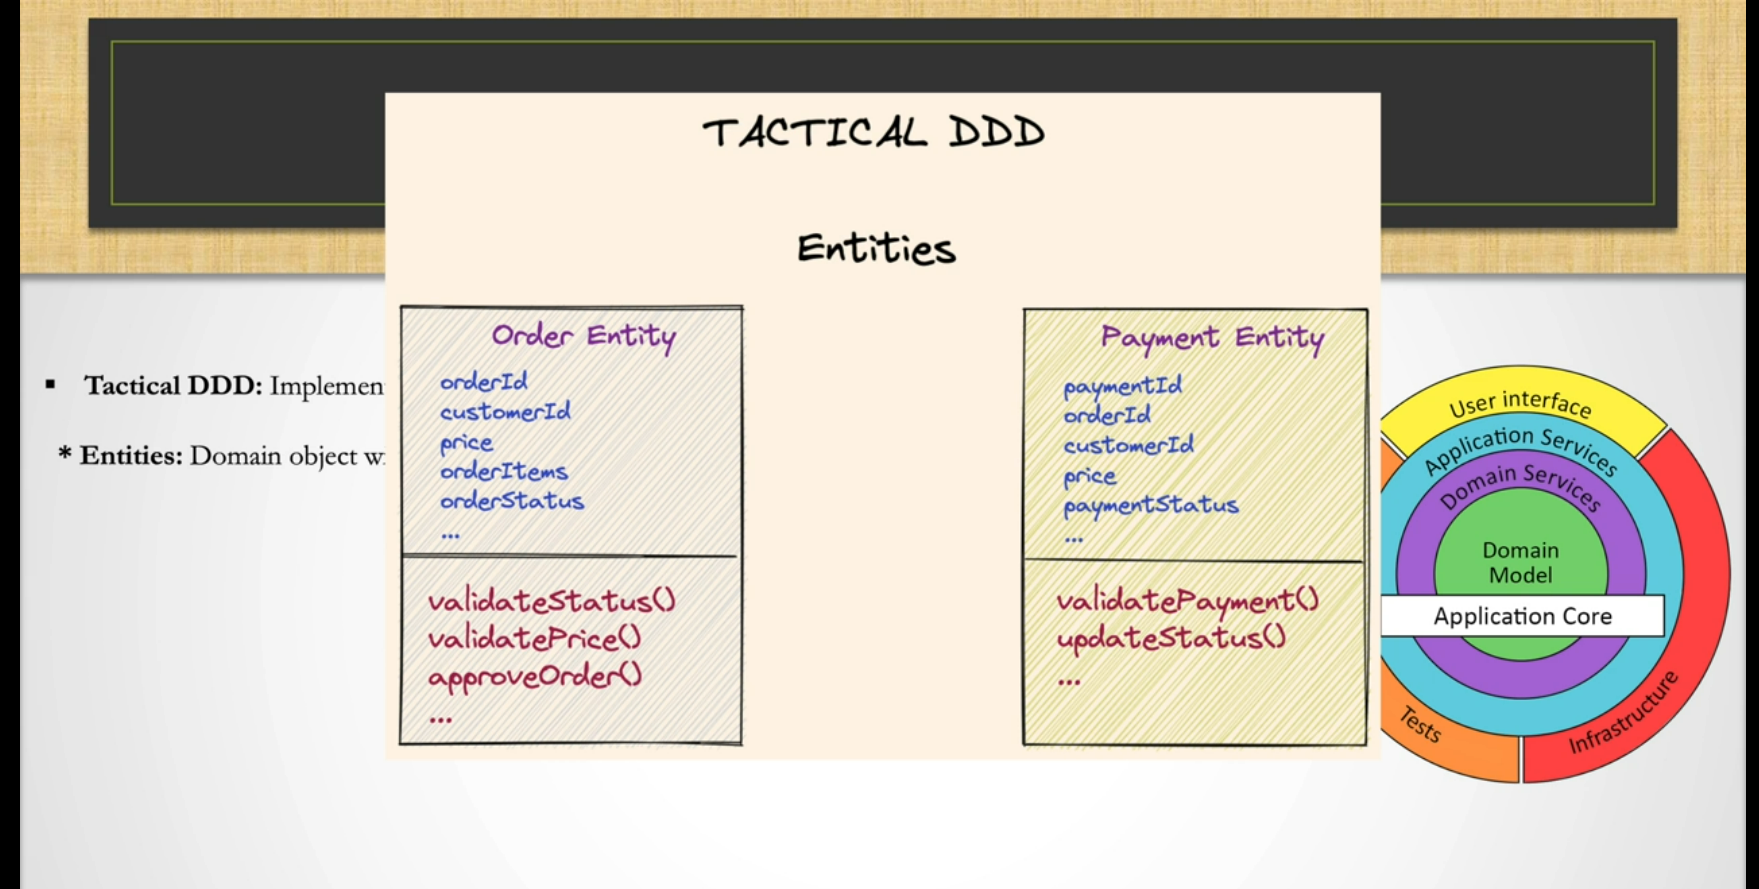 TACTICAL DDD
Entities
▪ Tactical DDD: Implemen
* Entities: Domain object w
Order Entity
orderId
customerId
price
orderItems
orderStatus
...
validateStatus()
validatePrice()
approveOrder()
...
Payment Entity
paymentId
orderId
customerId
price
paymentStatus
...
validatePayment()
updateStatus()
...
User interface
Application Services
Domain Services
Domain
Model
Application Core
Tests
Infrastructure